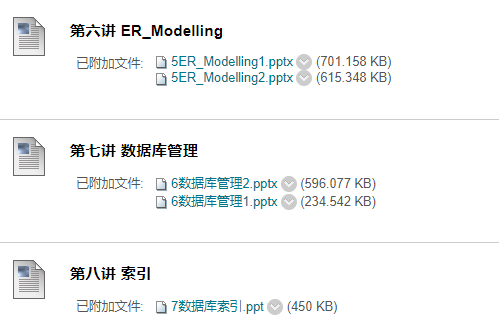 第六讲 ER_Modelling
已附加文件: 5ER_Modelling1.pptx (701.158 KB)
5ER_Modelling2.pptx (615.348 KB)
第七讲 数据库管理
已附加文件: 6数据库管理2.pptx (596.077 KB)
6数据库管理1.pptx (234.542 KB)
第八讲 索引
已附加文件: 7数据库索引.ppt (450 KB)